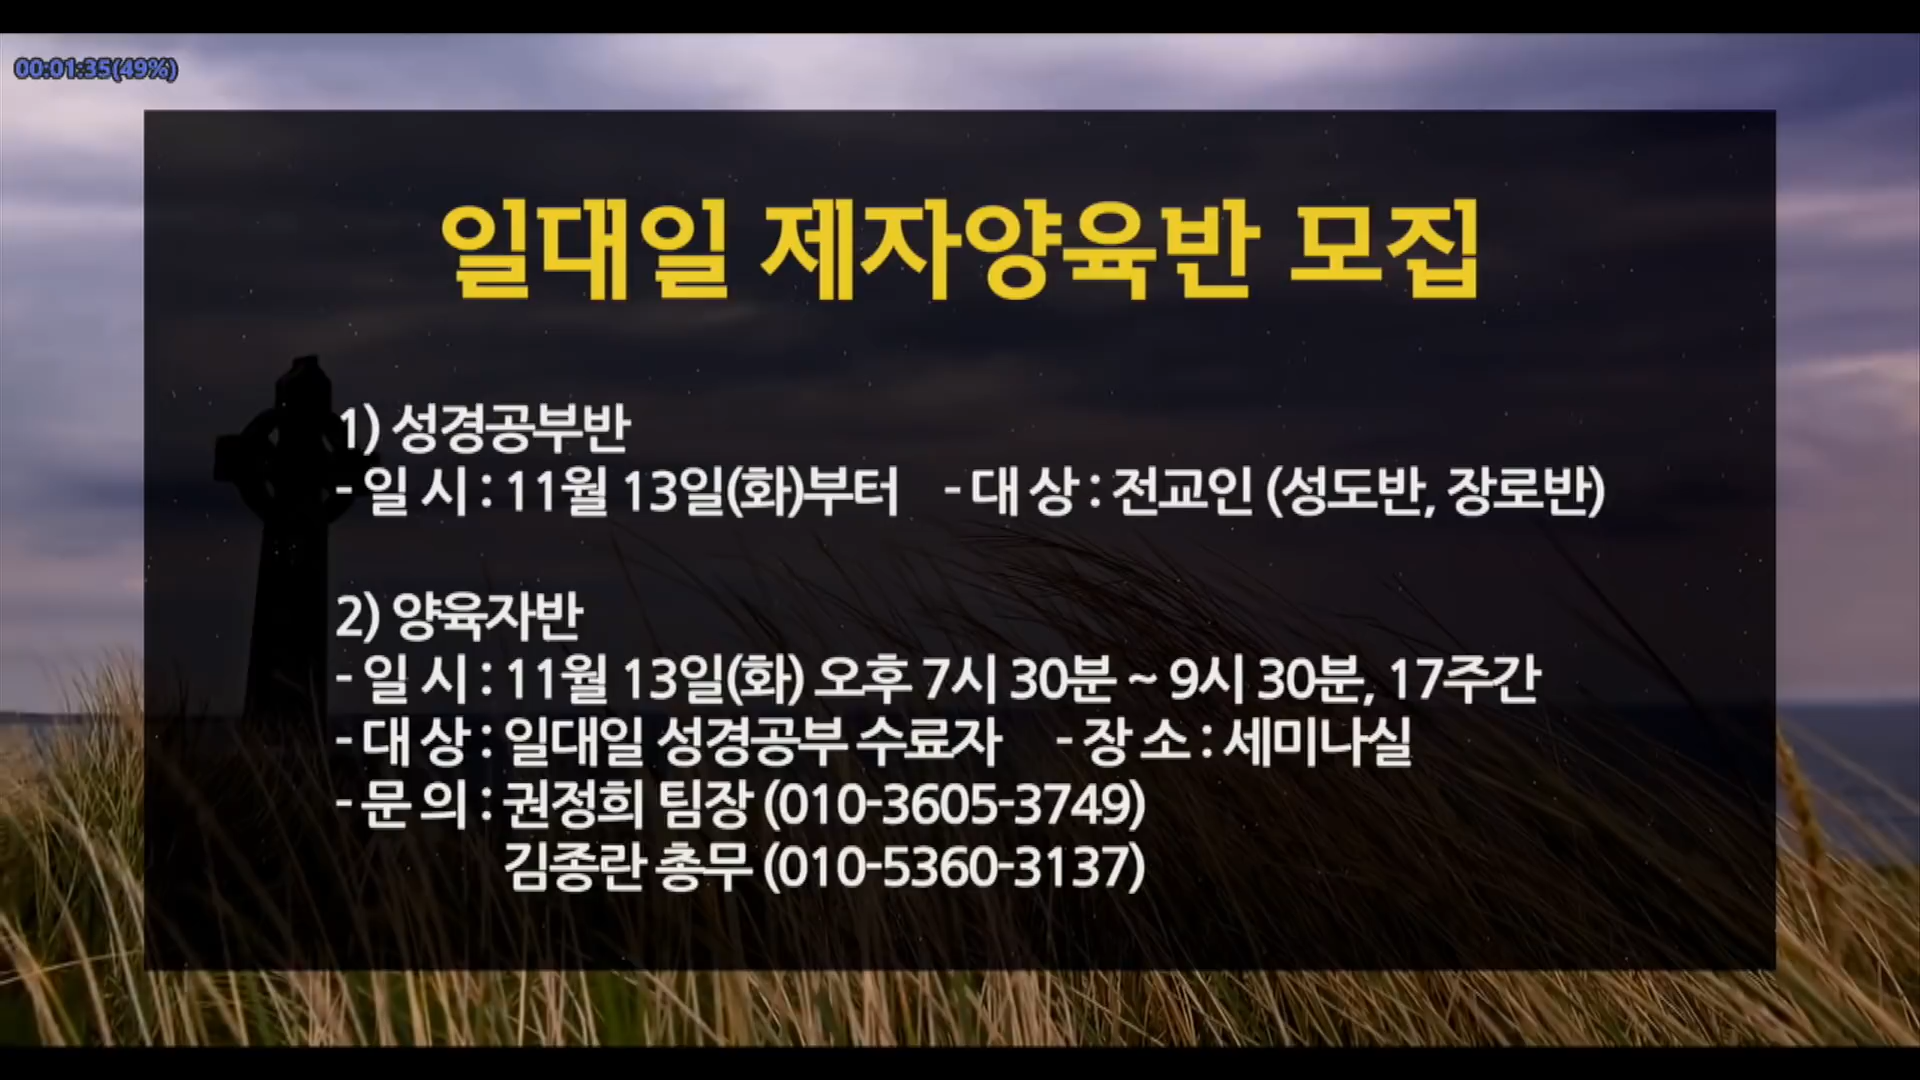 00:01:35(49%)
일대일 제자양육반 모집
1) 성경공부반
- 일 시 : 11월 13일(화)부터 - 대 상 : 전교인 (성도반, 장로반)
2) 양육자반
- 일 시 : 11월 13일(화) 오후 7시 30분 ~ 9시 30분, 17주간
- 대 상 : 일대일 성경공부 수료자 - 장 소 : 세미나실
- 문 의 : 권정희 팀장 (010-3605-3749)
김종란 총무 (010-5360-3137)